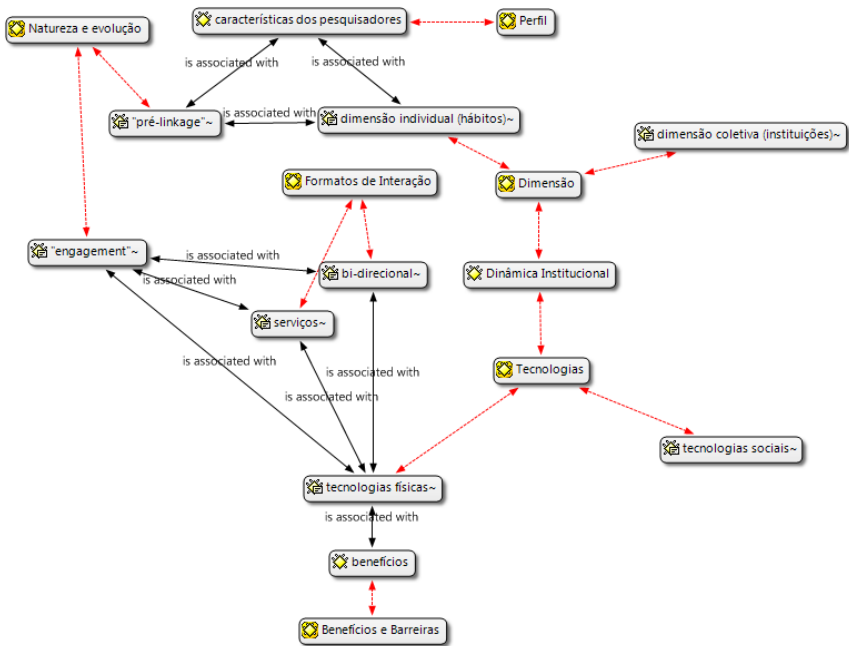 características dos pesquisadores
Perfil
Natureza e evolução
is associated with
is associated with
is associated with
"pré-linkage"~
dimensão individual (hábitos)~
dimensão coletiva (instituições)~
Formatos de Interação
Dimensão
"engagement"~
is associated with
bi-direcional~
Dinâmica Institucional
is associated with
serviços~
is associated with
is associated with
Tecnologias
is associated with
tecnologias sociais~
tecnologias físicas~
is associated with
benefícios
Benefícios e Barreiras